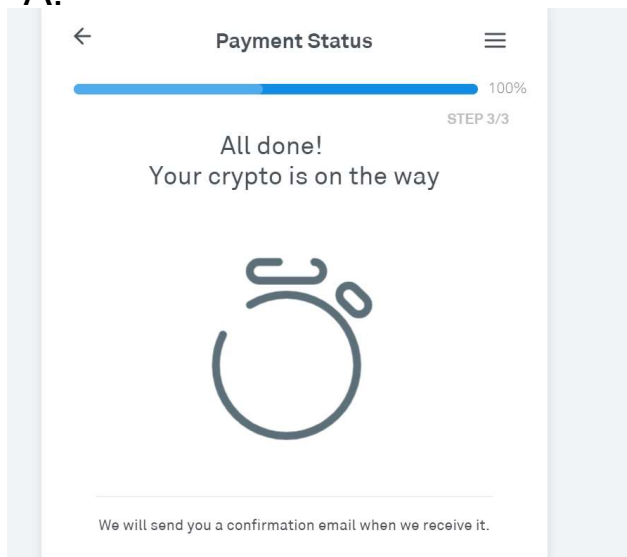 Payment Status
100%
STEP 3/3
All done!
Your crypto is on the way
We will send you a confirmation email when we receive it.